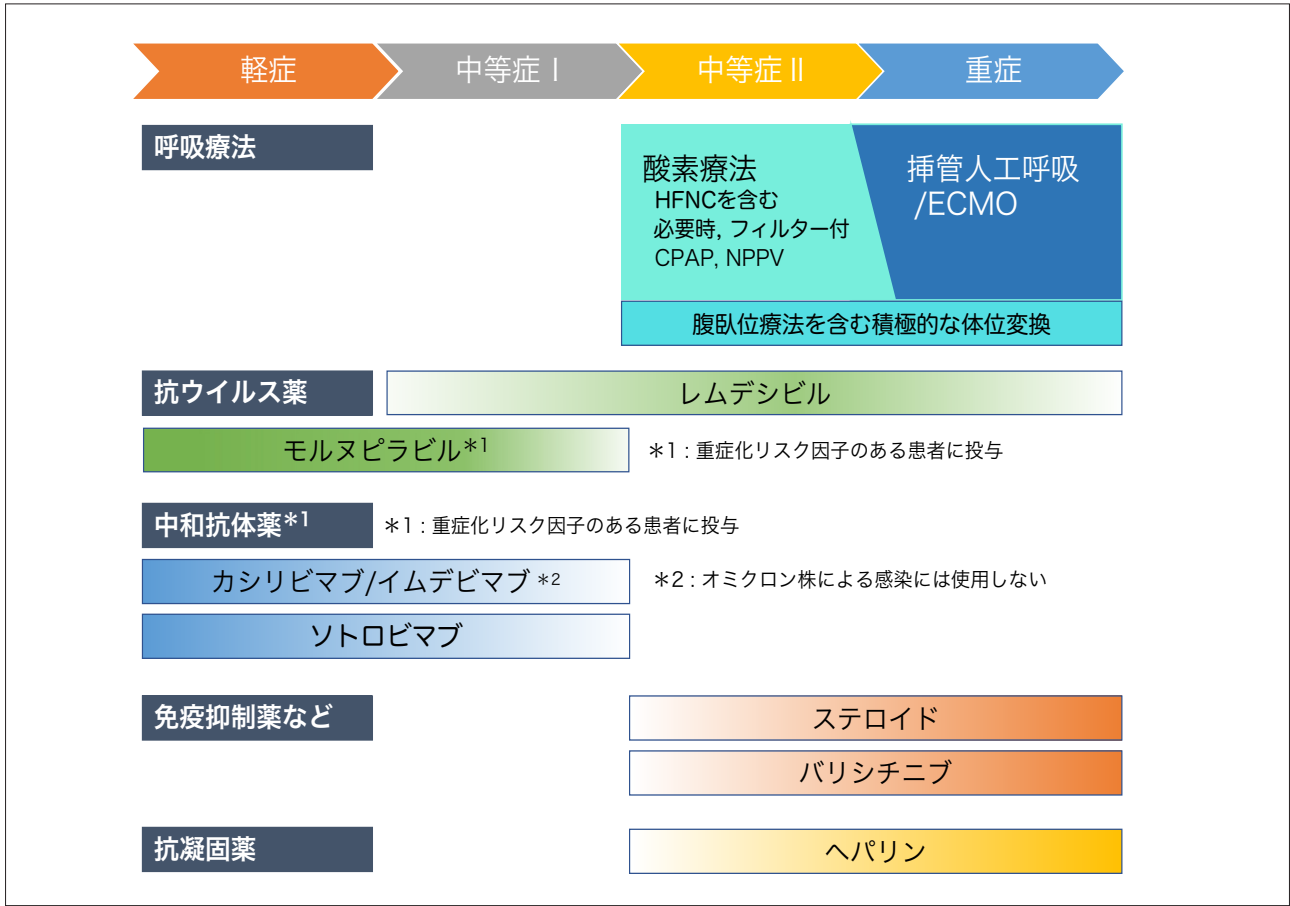 軽症
中等症Ⅰ
中等症Ⅱ
重症
呼吸療法
酸素療法
HFNCを含む
必要時, フィルター付
CPAP, NPPV
挿管人工呼吸
/ECMO
腹臥位療法を含む積極的な体位変換
抗ウイルス薬
レムデシビル
モルヌピラビル*1
*1 : 重症化リスク因子のある患者に投与
中和抗体薬*1
*1 : 重症化リスク因子のある患者に投与
カシリビマブ/イムデビマブ *2
*2 : オミクロン株による感染には使用しない
ソトロビマブ
免疫抑制薬など
ステロイド
バリシチニブ
抗凝固薬
ヘパリン